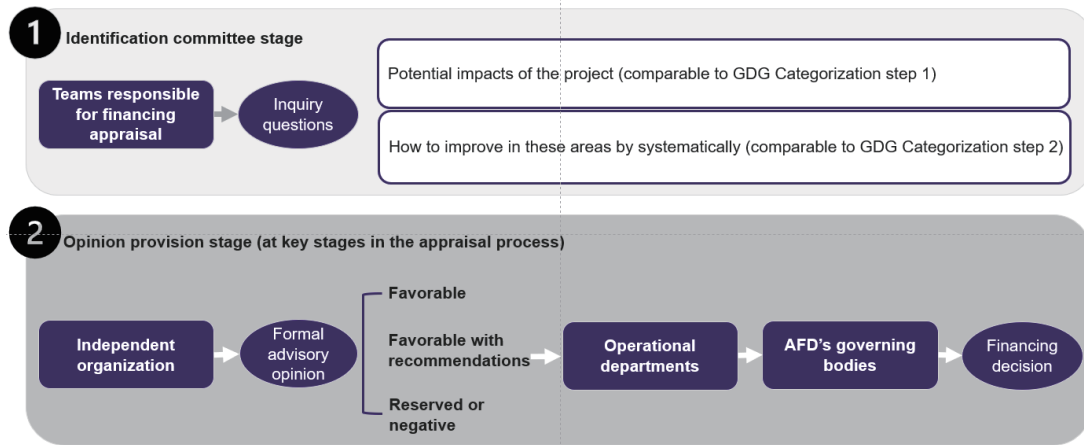 1
Identification committee stage
Teams responsible
for financing
appraisal
Inquiry
questions
Potential impacts of the project (comparable to GDG Categorization step 1)
How to improve in these areas by systematically (comparable to GDG Categorization step 2)
2
Opinion provision stage (at key stages in the appraisal process)
Independent
organization
Formal
advisory
opinion
Favorable
Favorable with
recommendations
Reserved or
negative
Operational
departments
AFD's governing
bodies
Financing
decision